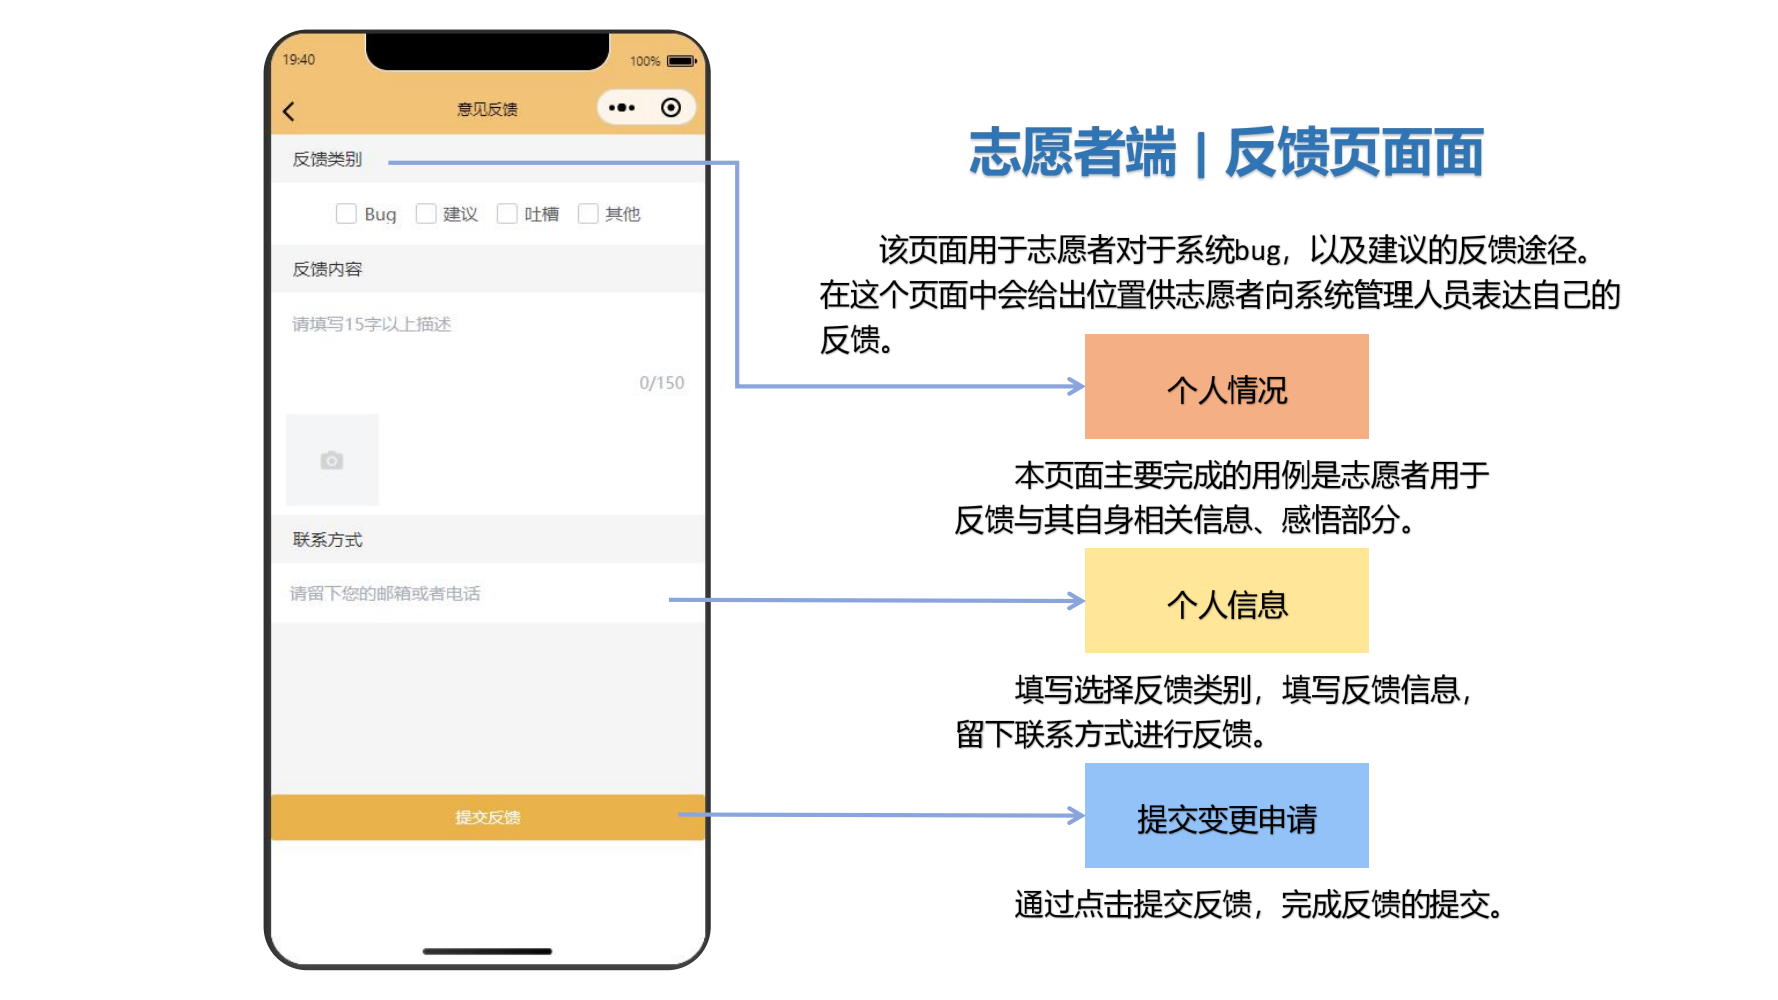 19:40
100%
意见反馈
反馈类别
Bug 建议 吐槽 其他
反馈内容
请填写15字以上描述
0/150
联系方式
请留下您的邮箱或者电话
提交反馈
志愿者端 | 反馈页面面
该页面用于志愿者对于系统bug，以及建议的反馈途径。
在这个页面中会给出位置供志愿者向系统管理人员表达自己的
反馈。
个人情况
本页面主要完成的用例是志愿者用于
反馈与其自身相关信息、感悟部分。
个人信息
填写选择反馈类别，填写反馈信息，
留下联系方式进行反馈。
提交变更申请
通过点击提交反馈，完成反馈的提交。